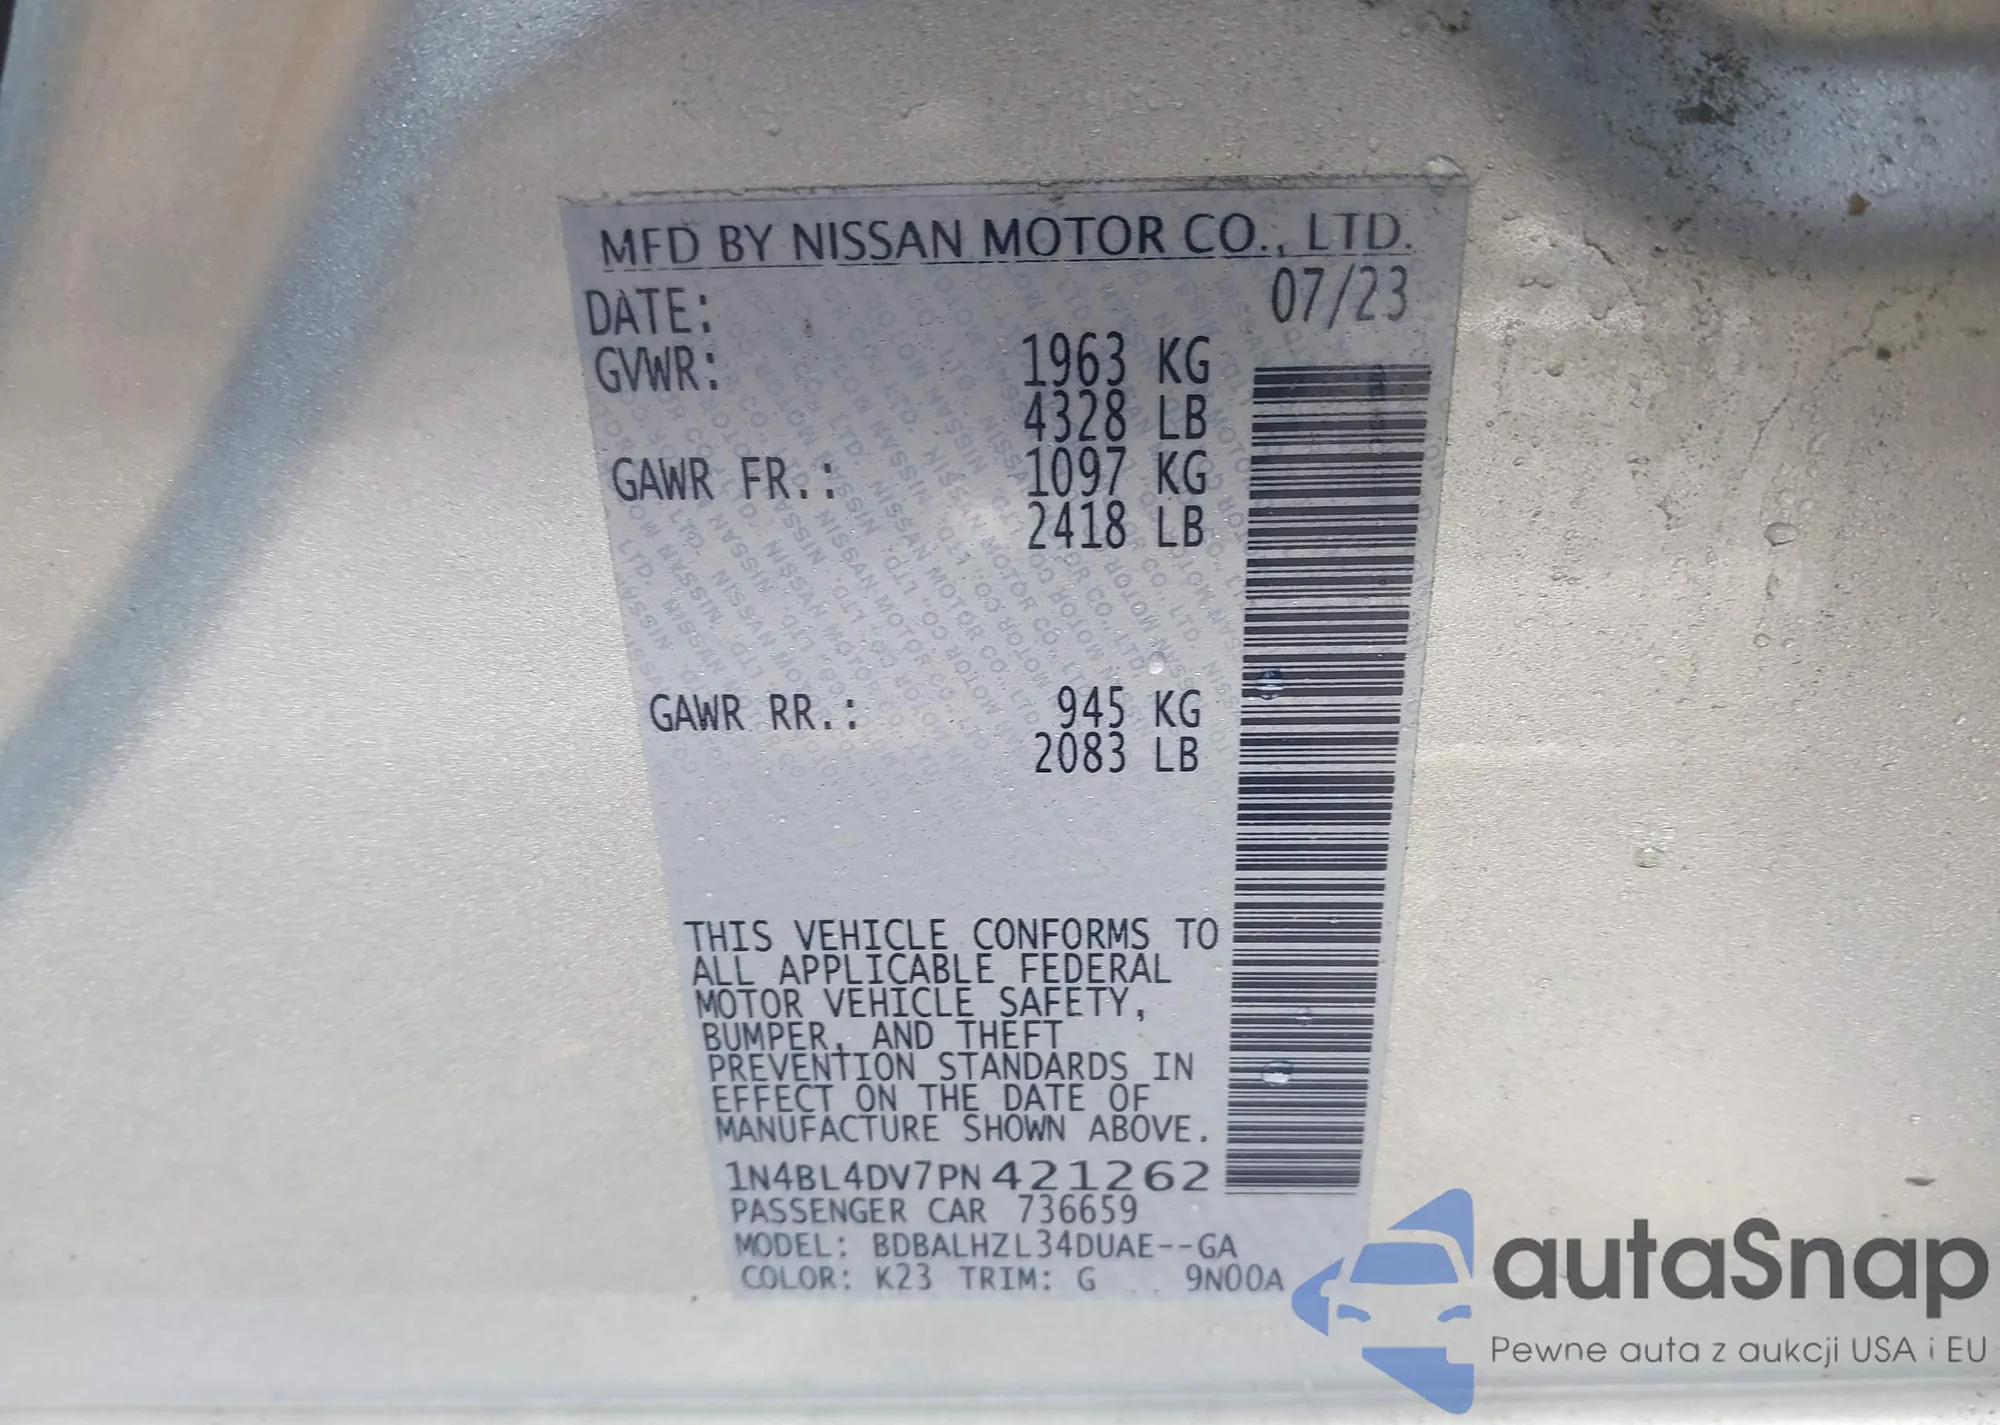 MFD BY NISSAN MOTOR CO., LTD.
DATE: 07/23
GVWR: 1963 KG
4328 LB
GAWR FR.: 1097 KG
2418 LB
GAWR RR.: 945 KG
2083 LB
THIS VEHICLE CONFORMS TO
ALL APPLICABLE FEDERAL
MOTOR VEHICLE SAFETY,
BUMPER, AND THEFT
PREVENTION STANDARDS IN
EFFECT ON THE DATE OF
MANUFACTURE SHOWN ABOVE.
1N4BL4DV7PN421262
PASSENGER CAR 736659
MODEL: BDBALHZL34DUAE--GA
COLOR: K23 TRIM: G 9N00A
autaSnap
Pewne auta z aukcji USA i EU